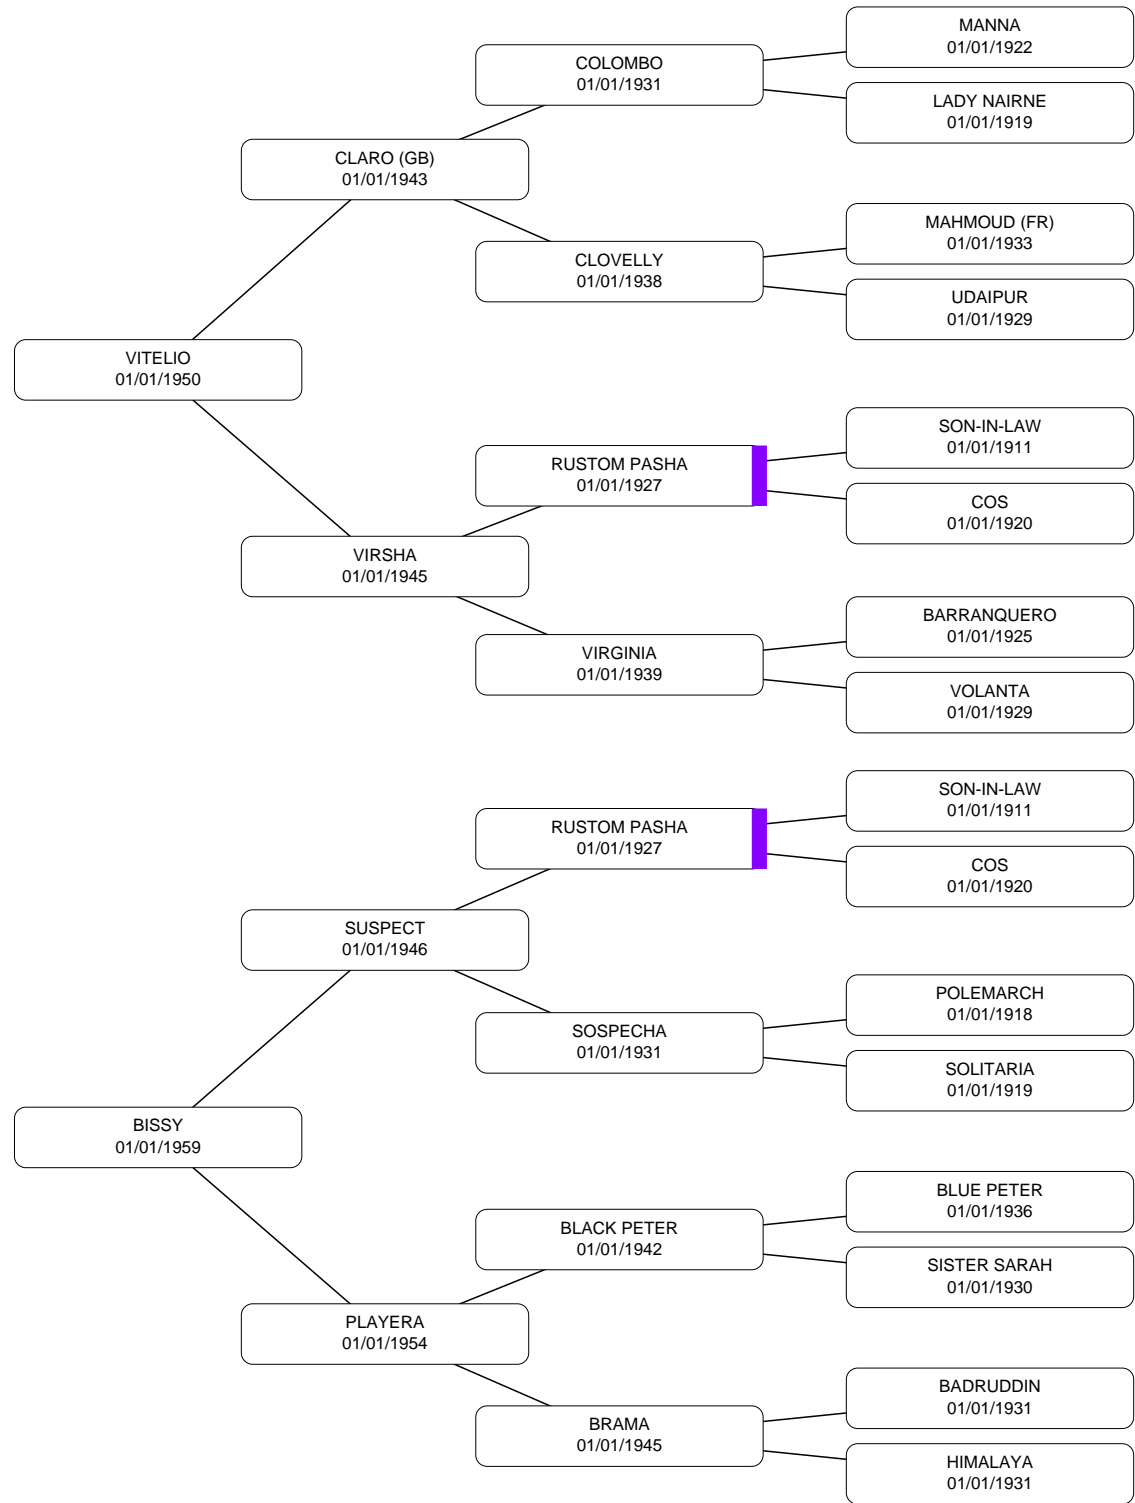 MANNA
01/01/1922
COLOMBO
01/01/1931
LADY NAIRNE
01/01/1919
CLARO (GB)
01/01/1943
MAHMOUD (FR)
01/01/1933
CLOVELLY
01/01/1938
UDAIPUR
01/01/1929
VITELIO
01/01/1950
SON-IN-LAW
01/01/1911
RUSTOM PASHA
01/01/1927
COS
01/01/1920
VIRSHA
01/01/1945
BARRANQUERO
01/01/1925
VIRGINIA
01/01/1939
VOLANTA
01/01/1929
SON-IN-LAW
01/01/1911
RUSTOM PASHA
01/01/1927
COS
01/01/1920
SUSPECT
01/01/1946
POLEMARCH
01/01/1918
SOSPECHA
01/01/1931
SOLITARIA
01/01/1919
BISSY
01/01/1959
BLUE PETER
01/01/1936
BLACK PETER
01/01/1942
SISTER SARAH
01/01/1930
PLAYERA
01/01/1954
BADRUDDIN
01/01/1931
BRAMA
01/01/1945
HIMALAYA
01/01/1931